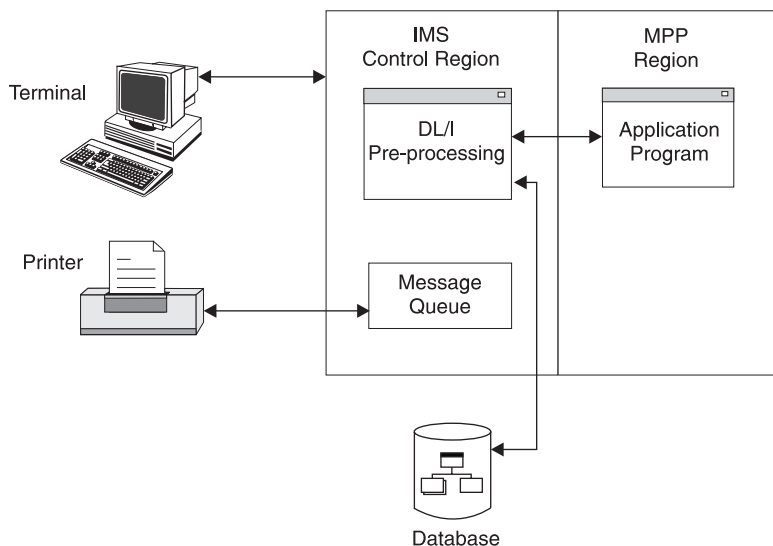 IMS
Control Region
MPP
Region
Terminal
DL/I
Pre-processing
Application
Program
Printer
Message
Queue
Database